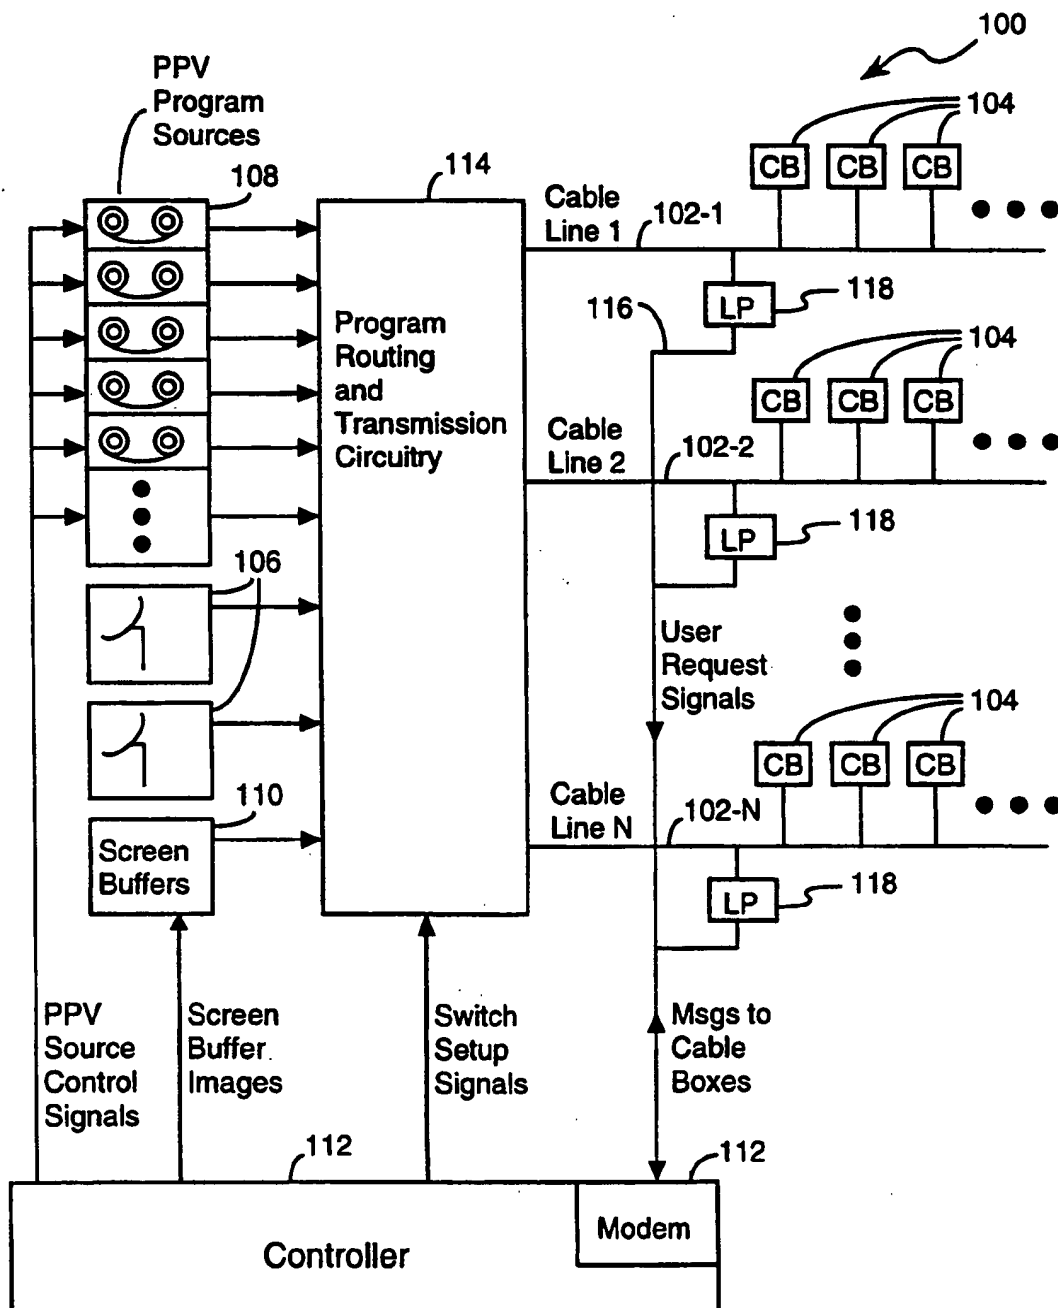 100
PPV
Program
Sources
104
108
114
CB CB CB
Cable
Line 1
102-1
118
LP
116
104
Program
Routing
and
Transmission
Circuitry
CB CB CB
Cable
Line 2
102-2
118
LP
106
User
Request
Signals
104
CB CB CB
110
Cable
Line N
102-N
Screen
Buffers
118
LP
PPV
Source
Control
Signals
Screen
Buffer
Images
Switch
Setup
Signals
Msgs to
Cable
Boxes
112
112
Modem
Controller